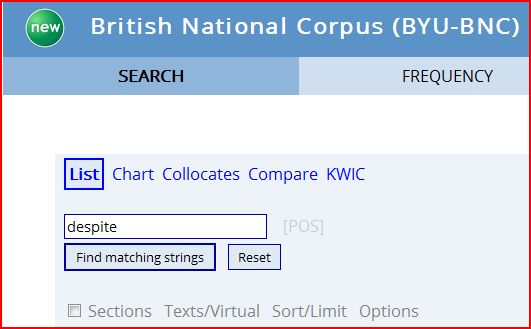 new British National Corpus (BYU-BNC)
SEARCH FREQUENCY
List Chart Collocates Compare KWIC
despite [POS]
Find matching strings Reset
Sections Texts/Virtual Sort/Limit Options